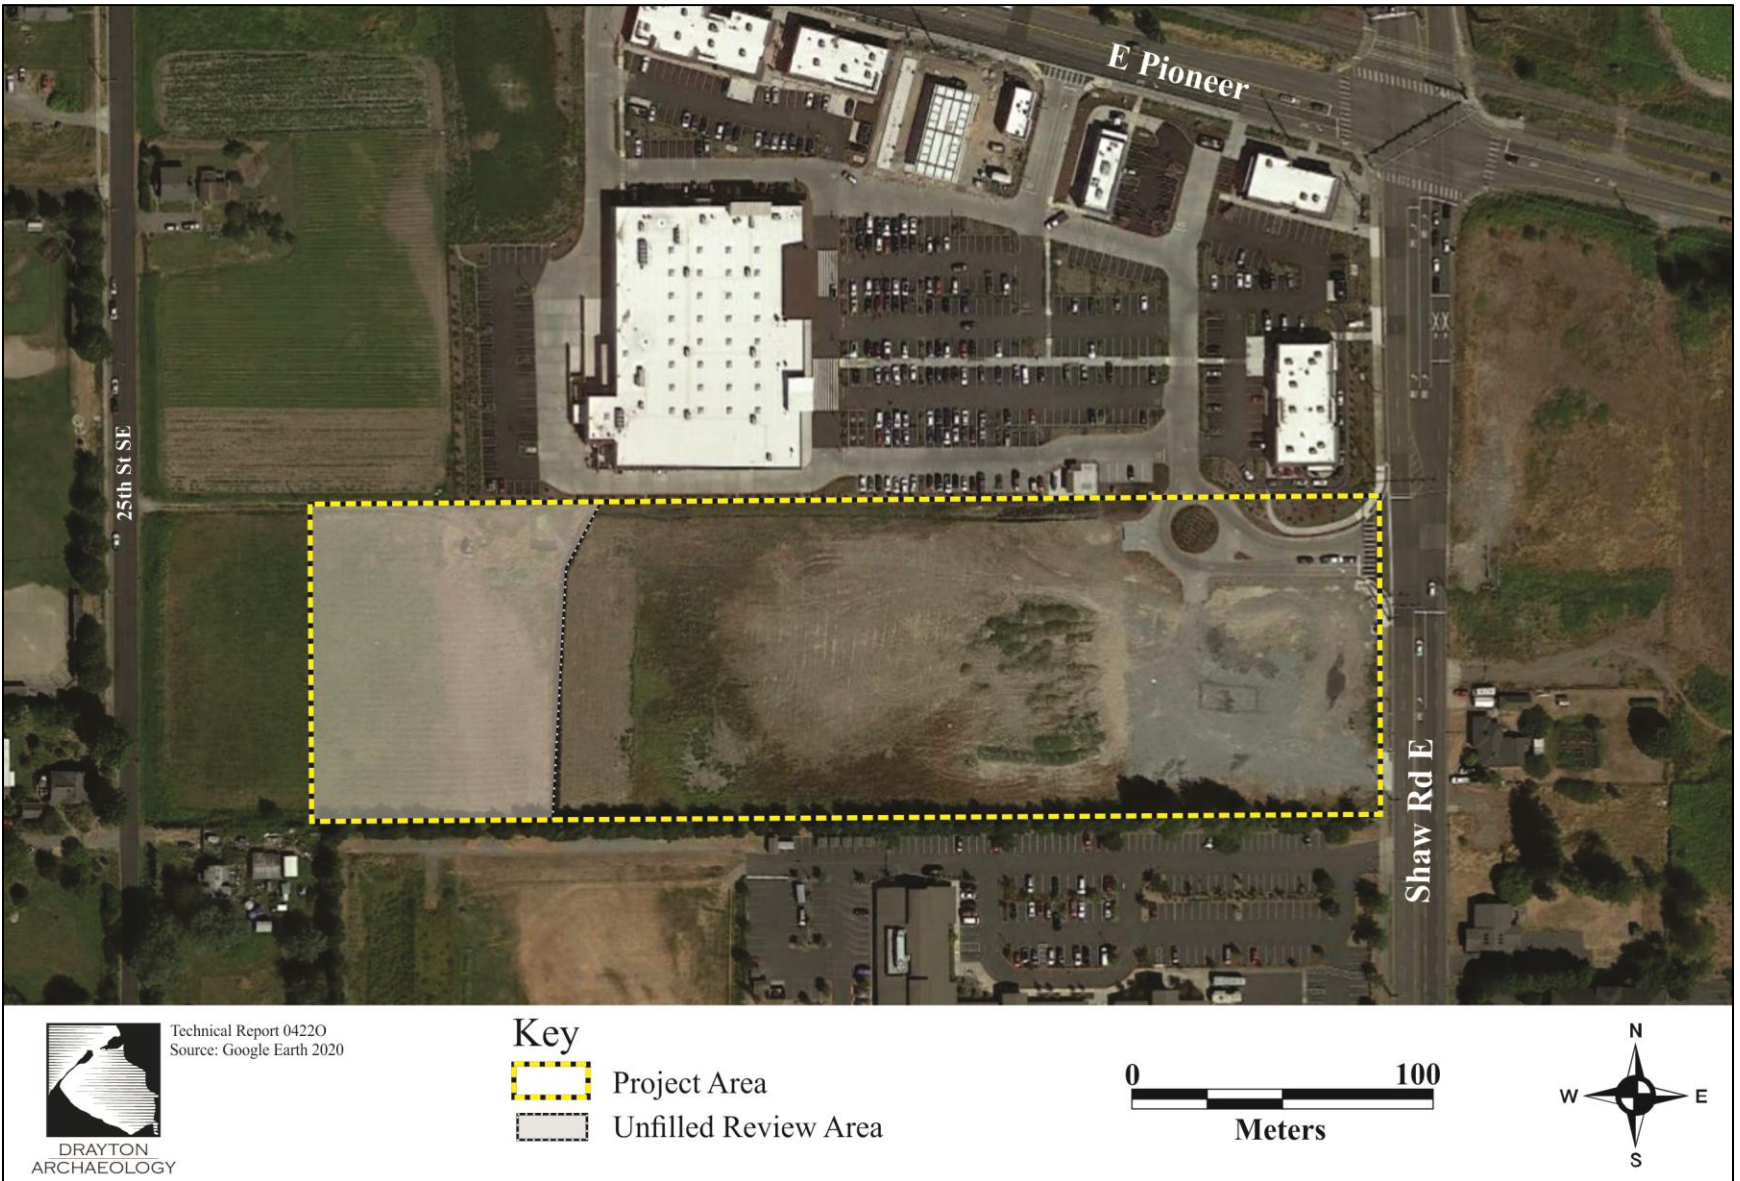 E Pioneer
25th St SE
Shaw Rd E
Technical Report 0422O
Source: Google Earth 2020
DRAYTON
ARCHAEOLOGY
Key
Project Area
Unfilled Review Area
0 100
Meters
N
W E
S